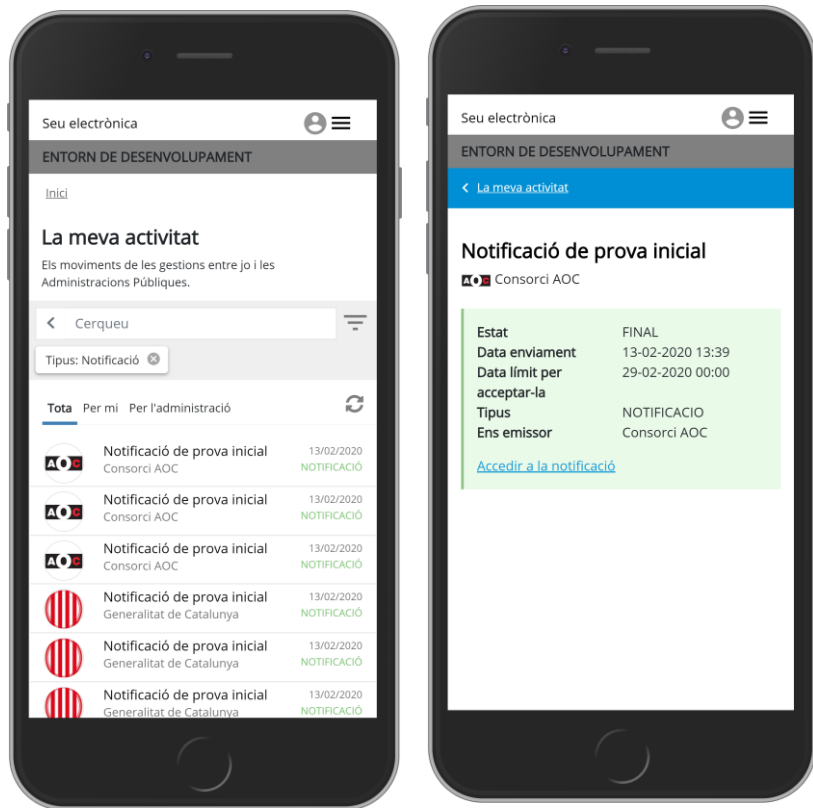 Seu electrònica
ENTORN DE DESENVOLUPAMENT
Inici
La meva activitat
Els moviments de les gestions entre jo i les
Administracions Públiques.
Cerqueu
Tipus: Notificació
Tota Per mi Per l'administració
AOC Notificació de prova inicial 13/02/2020
Consorci AOC NOTIFICACIÓ
AOC Notificació de prova inicial 13/02/2020
Consorci AOC NOTIFICACIÓ
AOC Notificació de prova inicial 13/02/2020
Consorci AOC NOTIFICACIÓ
Notificació de prova inicial 13/02/2020
Generalitat de Catalunya NOTIFICACIÓ
Notificació de prova inicial 13/02/2020
Generalitat de Catalunya NOTIFICACIÓ
Notificació de prova inicial 13/02/2020
Generalitat de Catalunya NOTIFICACIÓ
Seu electrònica
ENTORN DE DESENVOLUPAMENT
La meva activitat
Notificació de prova inicial
AOC Consorci AOC
Estat FINAL
Data enviament 13-02-2020 13:39
Data límit per 29-02-2020 00:00
acceptar-la
Tipus NOTIFICACIO
Ens emissor Consorci AOC
Accedir a la notificació